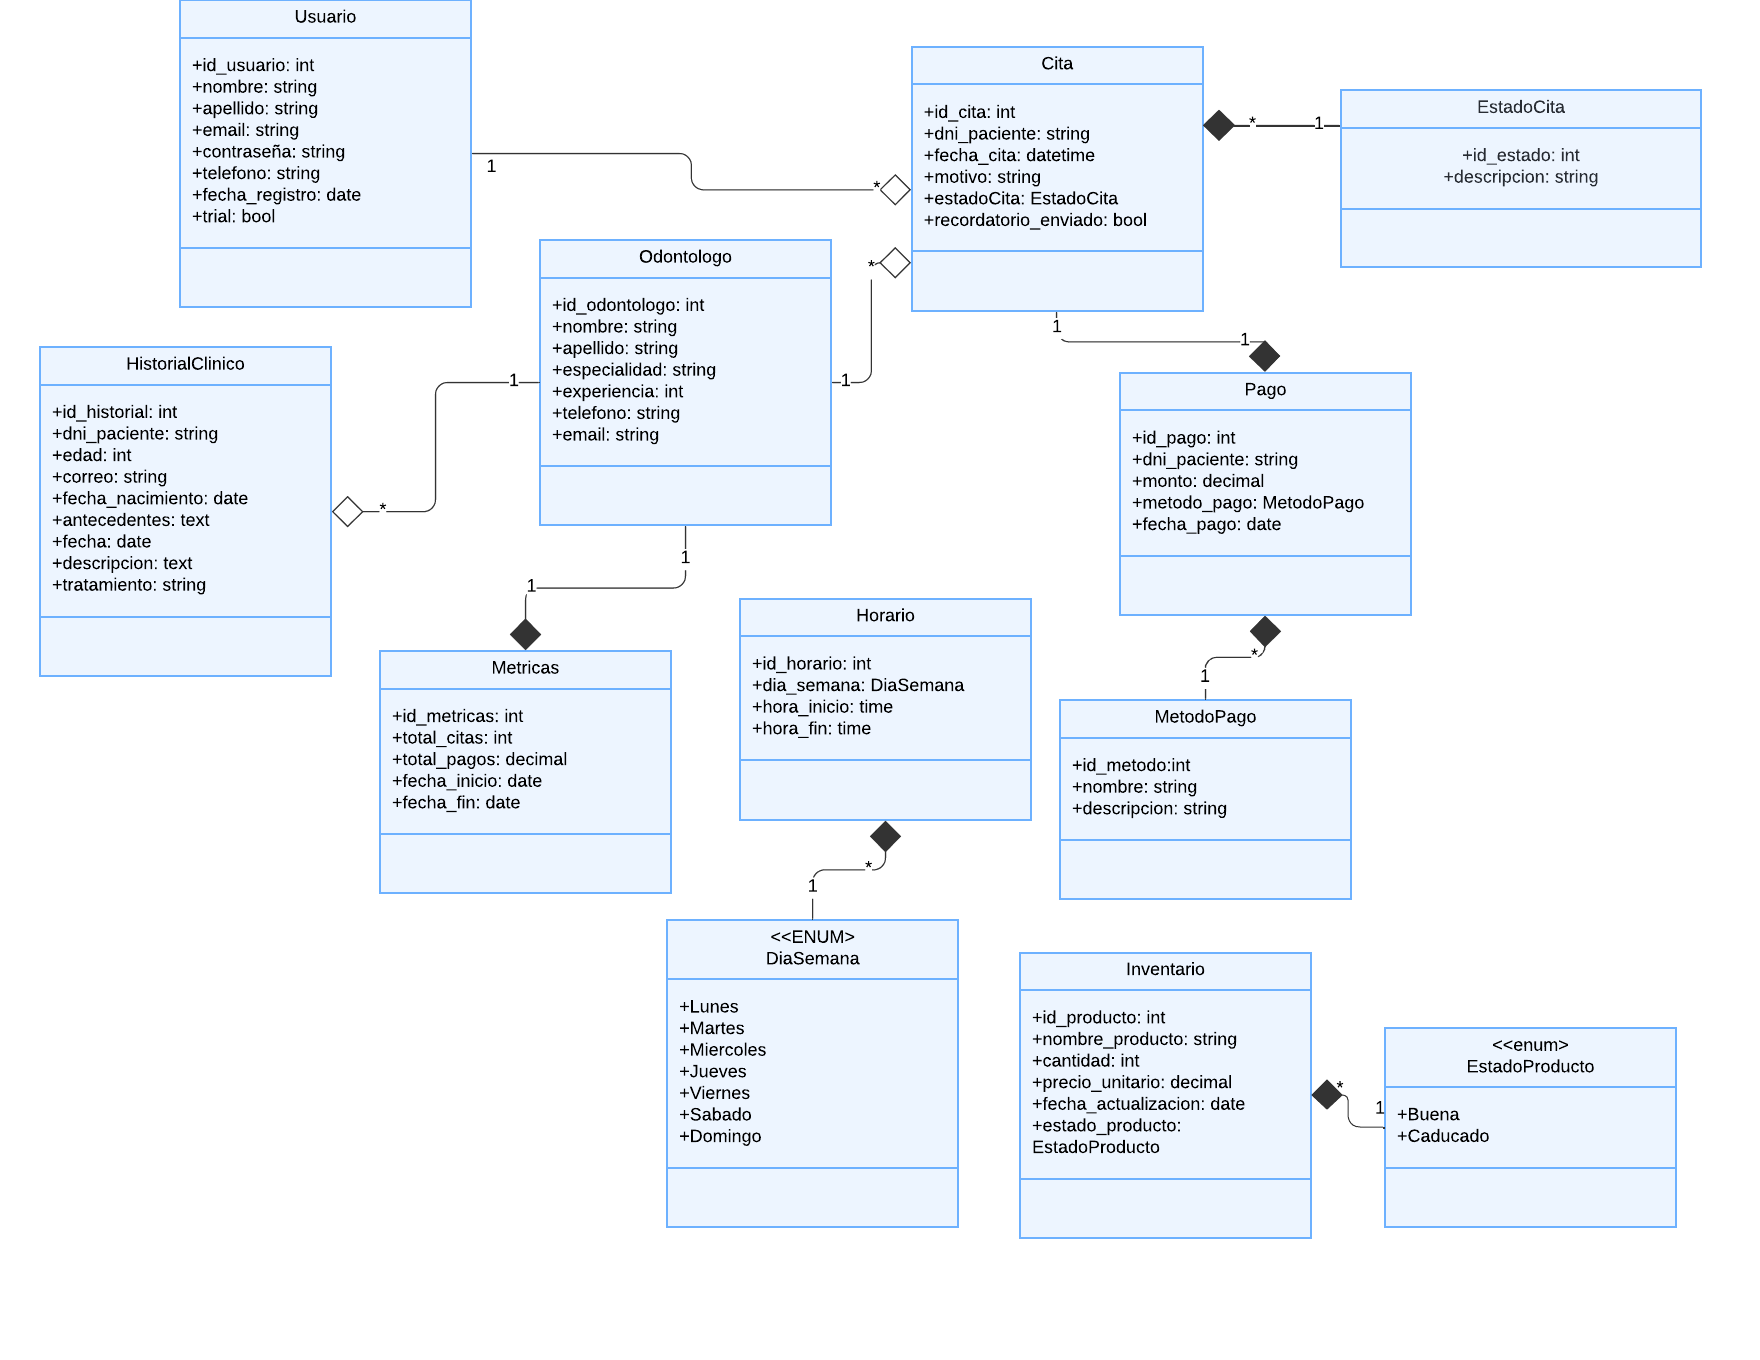 Usuario
+id_usuario: int
+nombre: string
+apellido: string
+email: string
+contraseña: string
+telefono: string
+fecha_registro: date
+trial: bool
1
*
Cita
+id_cita: int
+dni_paciente: string
+fecha_cita: datetime
+motivo: string
+estadoCita: EstadoCita
+recordatorio_enviado: bool
*
1
EstadoCita
+id_estado: int
+descripcion: string
Odontologo
+id_odontologo: int
+nombre: string
+apellido: string
+especialidad: string
+experiencia: int
+telefono: string
+email: string
*
1
1
1
HistorialClinico
+id_historial: int
+dni_paciente: string
+edad: int
+correo: string
+fecha_nacimiento: date
+antecedentes: text
+fecha: date
+descripcion: text
+tratamiento: string
1
*
Pago
+id_pago: int
+dni_paciente: string
+monto: decimal
+metodo_pago: MetodoPago
+fecha_pago: date
1
1
Metricas
+id_metricas: int
+total_citas: int
+total_pagos: decimal
+fecha_inicio: date
+fecha_fin: date
Horario
+id_horario: int
+dia_semana: DiaSemana
+hora_inicio: time
+hora_fin: time
*
1
MetodoPago
+id_metodo:int
+nombre: string
+descripcion: string
*
1
<<ENUM>>
DiaSemana
+Lunes
+Martes
+Miercoles
+Jueves
+Viernes
+Sabado
+Domingo
Inventario
+id_producto: int
+nombre_producto: string
+cantidad: int
+precio_unitario: decimal
+fecha_actualizacion: date
+estado_producto:
EstadoProducto
*
1
<<enum>>
EstadoProducto
+Buena
+Caducado